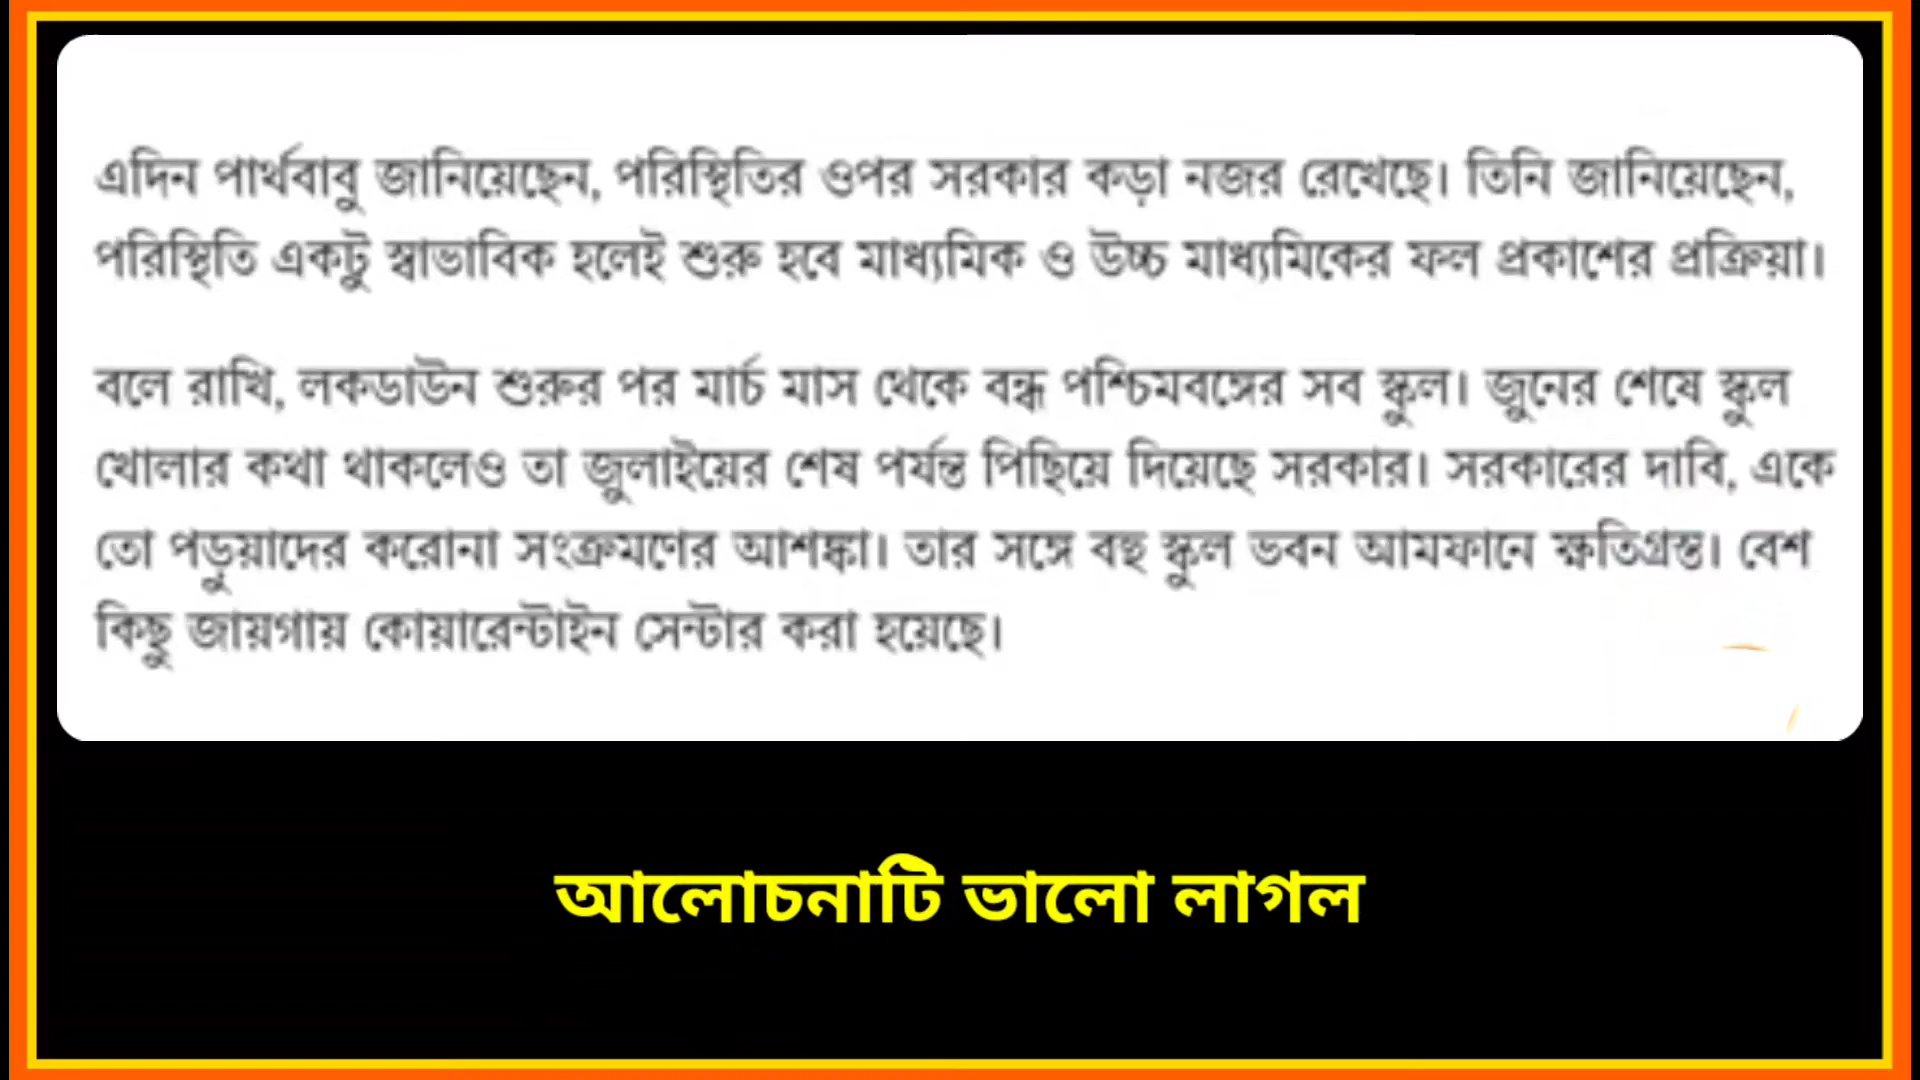 এদিন পার্থবাবু জানিয়েছেন, পরিস্থিতির ওপর সরকার কড়া নজর রেখেছে। তিনি জানিয়েছেন,
পরিস্থিতি একটু স্বাভাবিক হলেই শুরু হবে মাধ্যমিক ও উচ্চ মাধ্যমিকের ফল প্রকাশের প্রক্রিয়া।
বলে রাখি, লকডাউন শুরুর পর মার্চ মাস থেকে বন্ধ পশ্চিমবঙ্গের সব স্কুল। জুনের শেষে স্কুল
খোলার কথা থাকলেও তা জুলাইয়ের শেষ পর্যন্ত পিছিয়ে দিয়েছে সরকার। সরকারের দাবি, একে
তো পড়ুয়াদের করোনা সংক্রমণের আশঙ্কা। তার সঙ্গে বহু স্কুল ভবন আমফানে ক্ষতিগ্রস্ত। বেশ
কিছু জায়গায় কোয়ারেন্টাইন সেন্টার করা হয়েছে।
আলোচনাটি ভালো লাগল